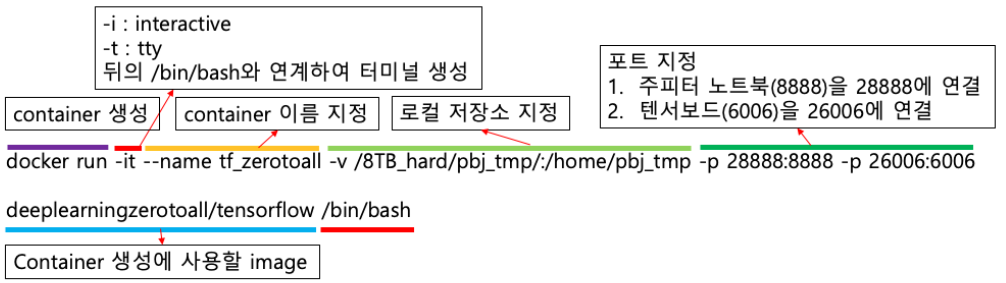 -i : interactive
-t : tty
뒤의 /bin/bash와 연계하여 터미널 생성
포트 지정
1. 주피터 노트북(8888)을 28888에 연결
2. 텐서보드(6006)을 26006에 연결
container 생성
container 이름 지정
로컬 저장소 지정
docker run -it --name tf_zerotoall -v /8TB_hard/pbj_tmp/:/home/pbj_tmp -p 28888:8888 -p 26006:6006
deeplearningzerotoall/tensorflow /bin/bash
Container 생성에 사용할 image